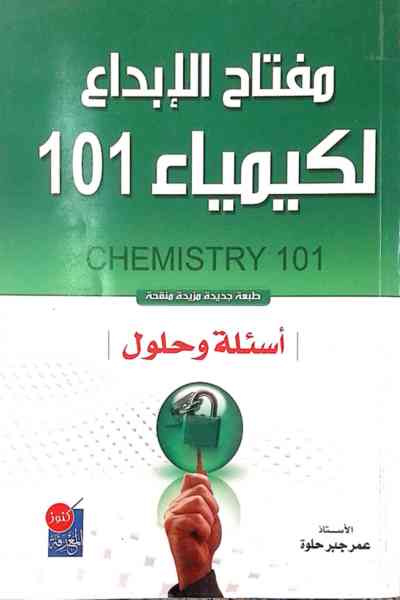 مفتاح الإبداع
لكيمياء 101
CHEMISTRY 101
طبعة جديدة مزيدة منقحة
أسئلة وحلول
كنوز
المعرفة
الأستاذ
عمر جبر حلوة